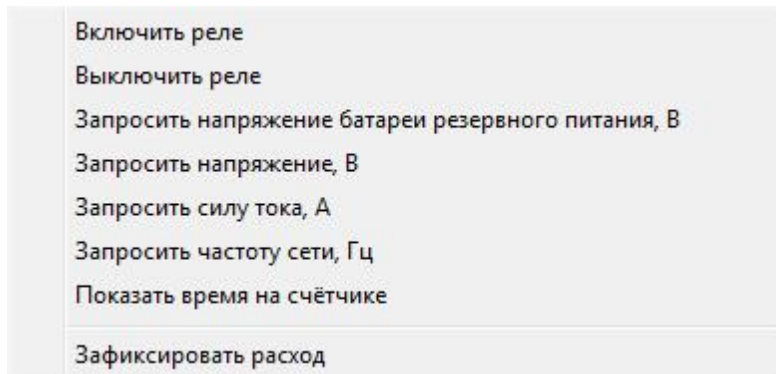 Включить реле
Выключить реле
Запросить напряжение батареи резервного питания, В
Запросить напряжение, В
Запросить силу тока, А
Запросить частоту сети, Гц
Показать время на счётчике
Зафиксировать расход